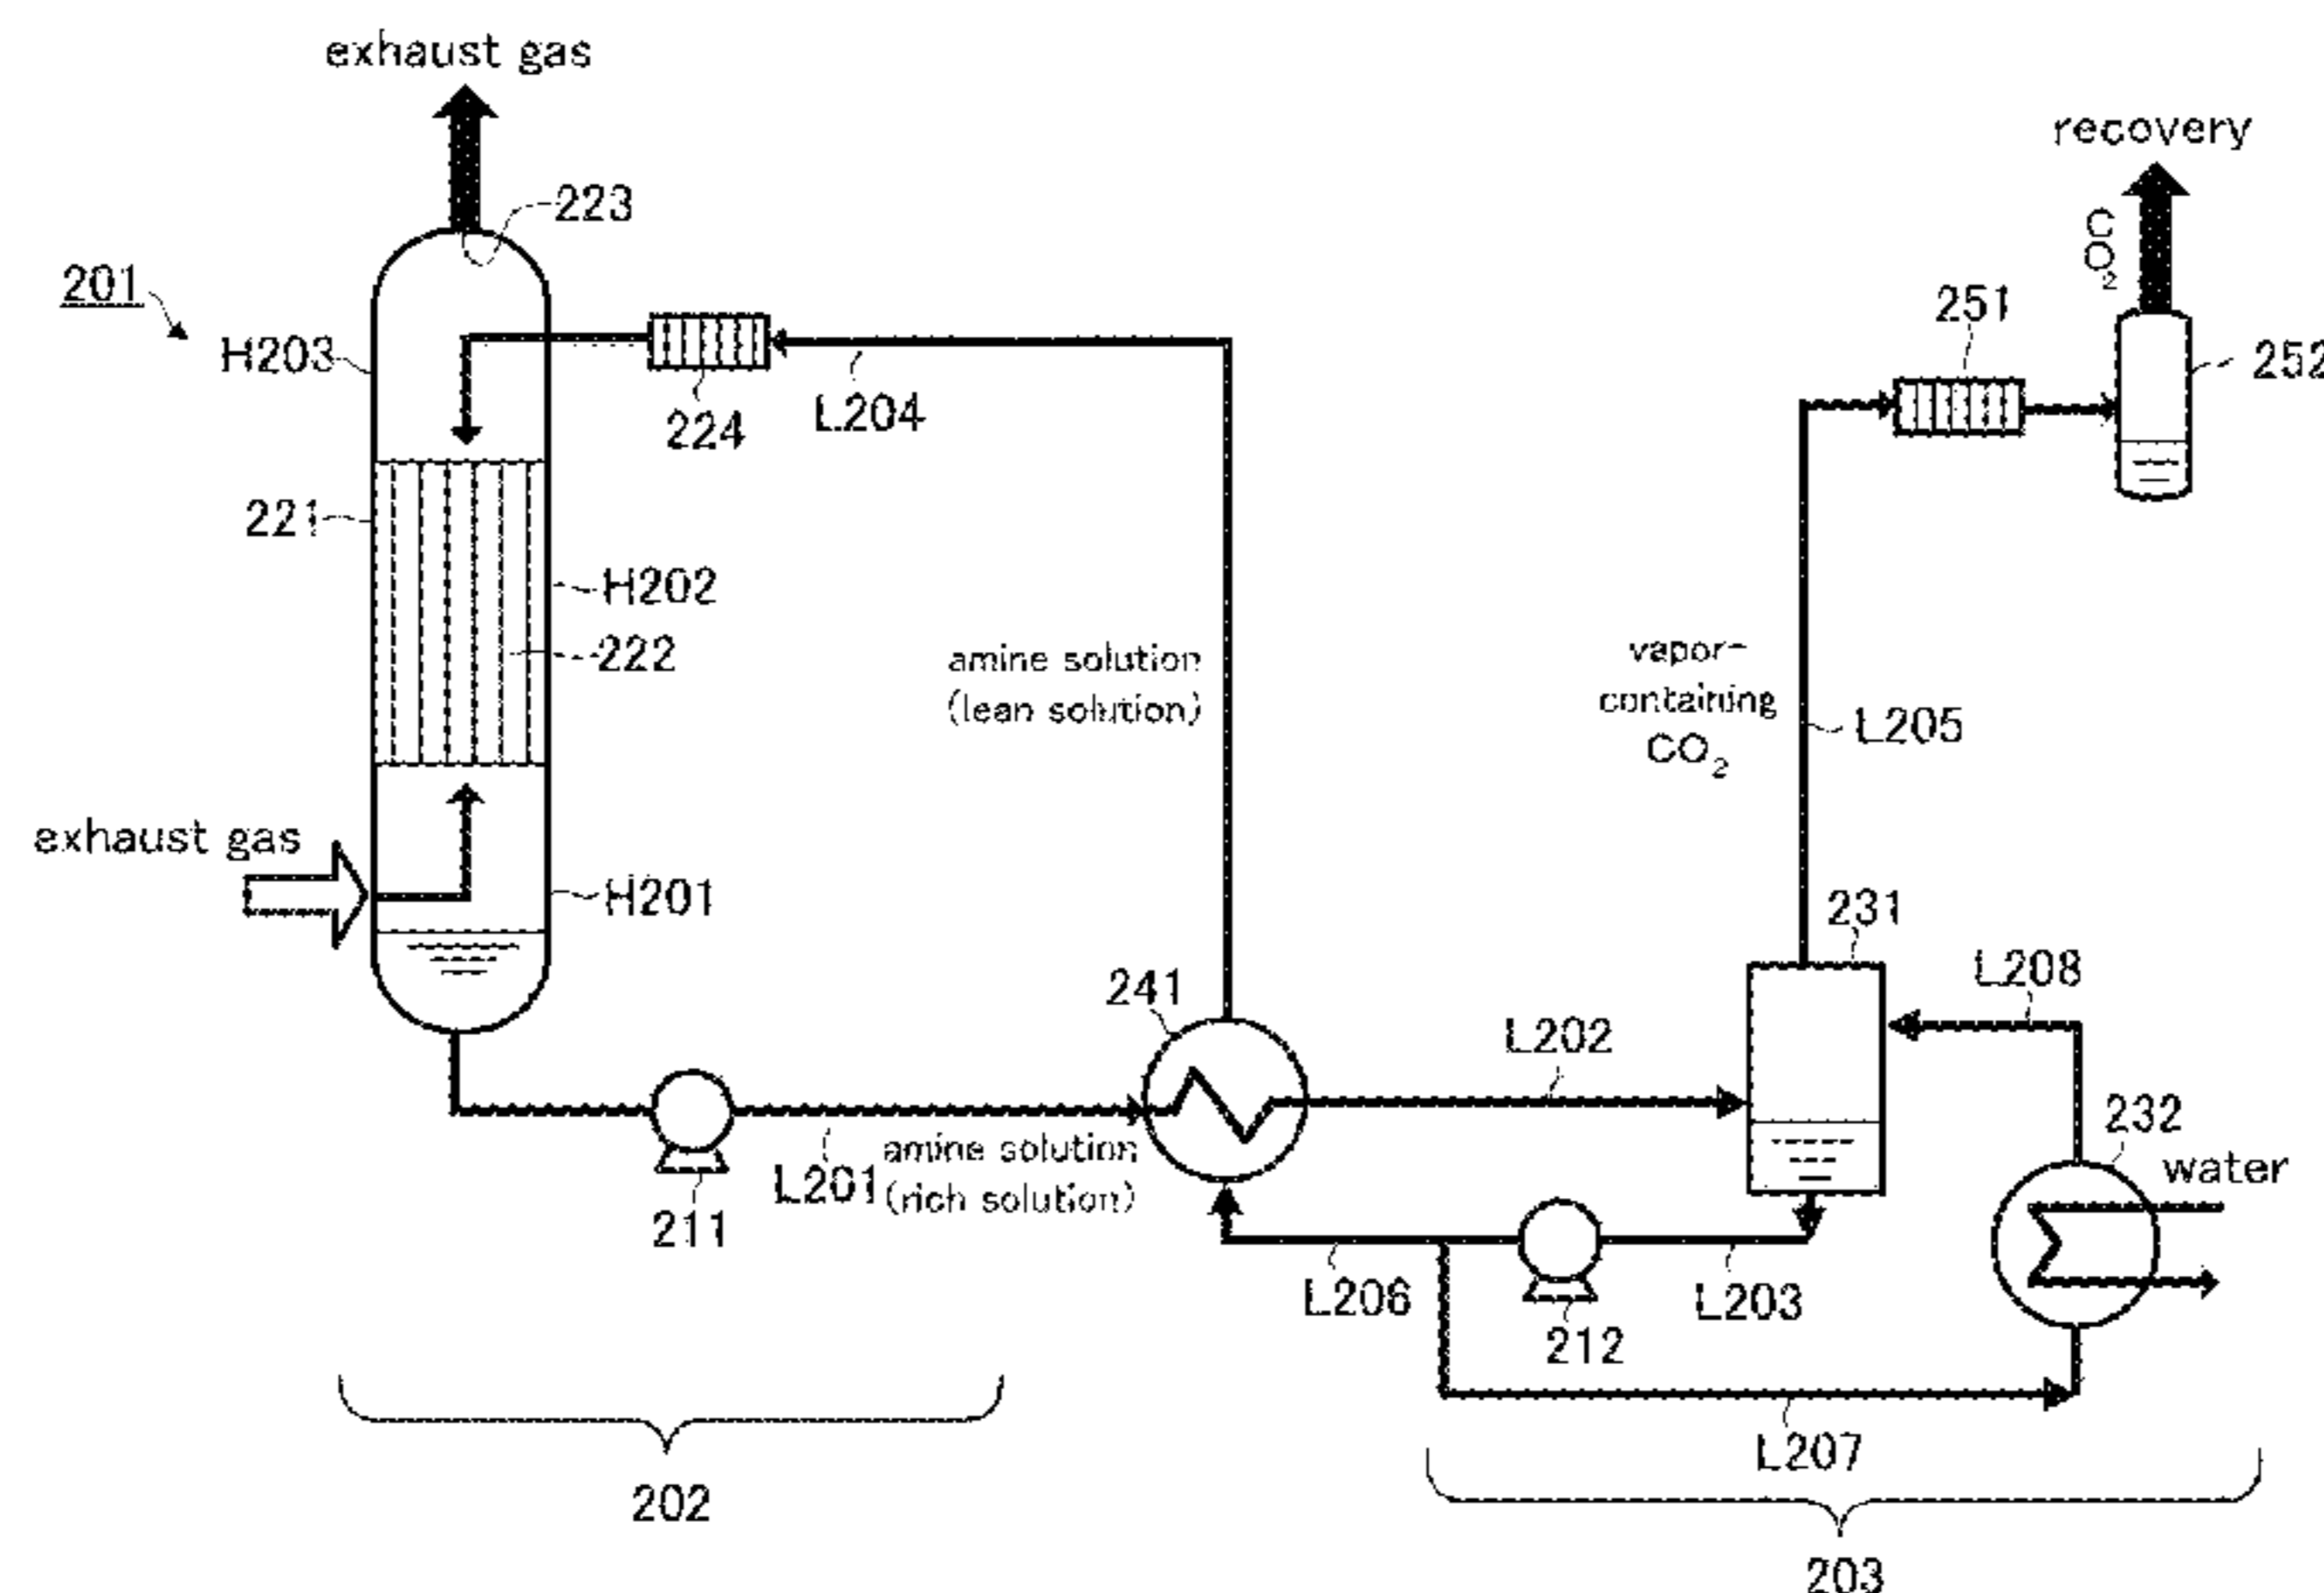 exhaust gas
recovery
223
C
O
2
201
251
H203
252
224
L204
221
H202
222
amine solution
(lean solution)
vapor-
containing
CO2
L205
exhaust gas
H201
231
241
L208
L202
232
water
L201
amine solution
(rich solution)
211
L206
L203
212
L207
202
203